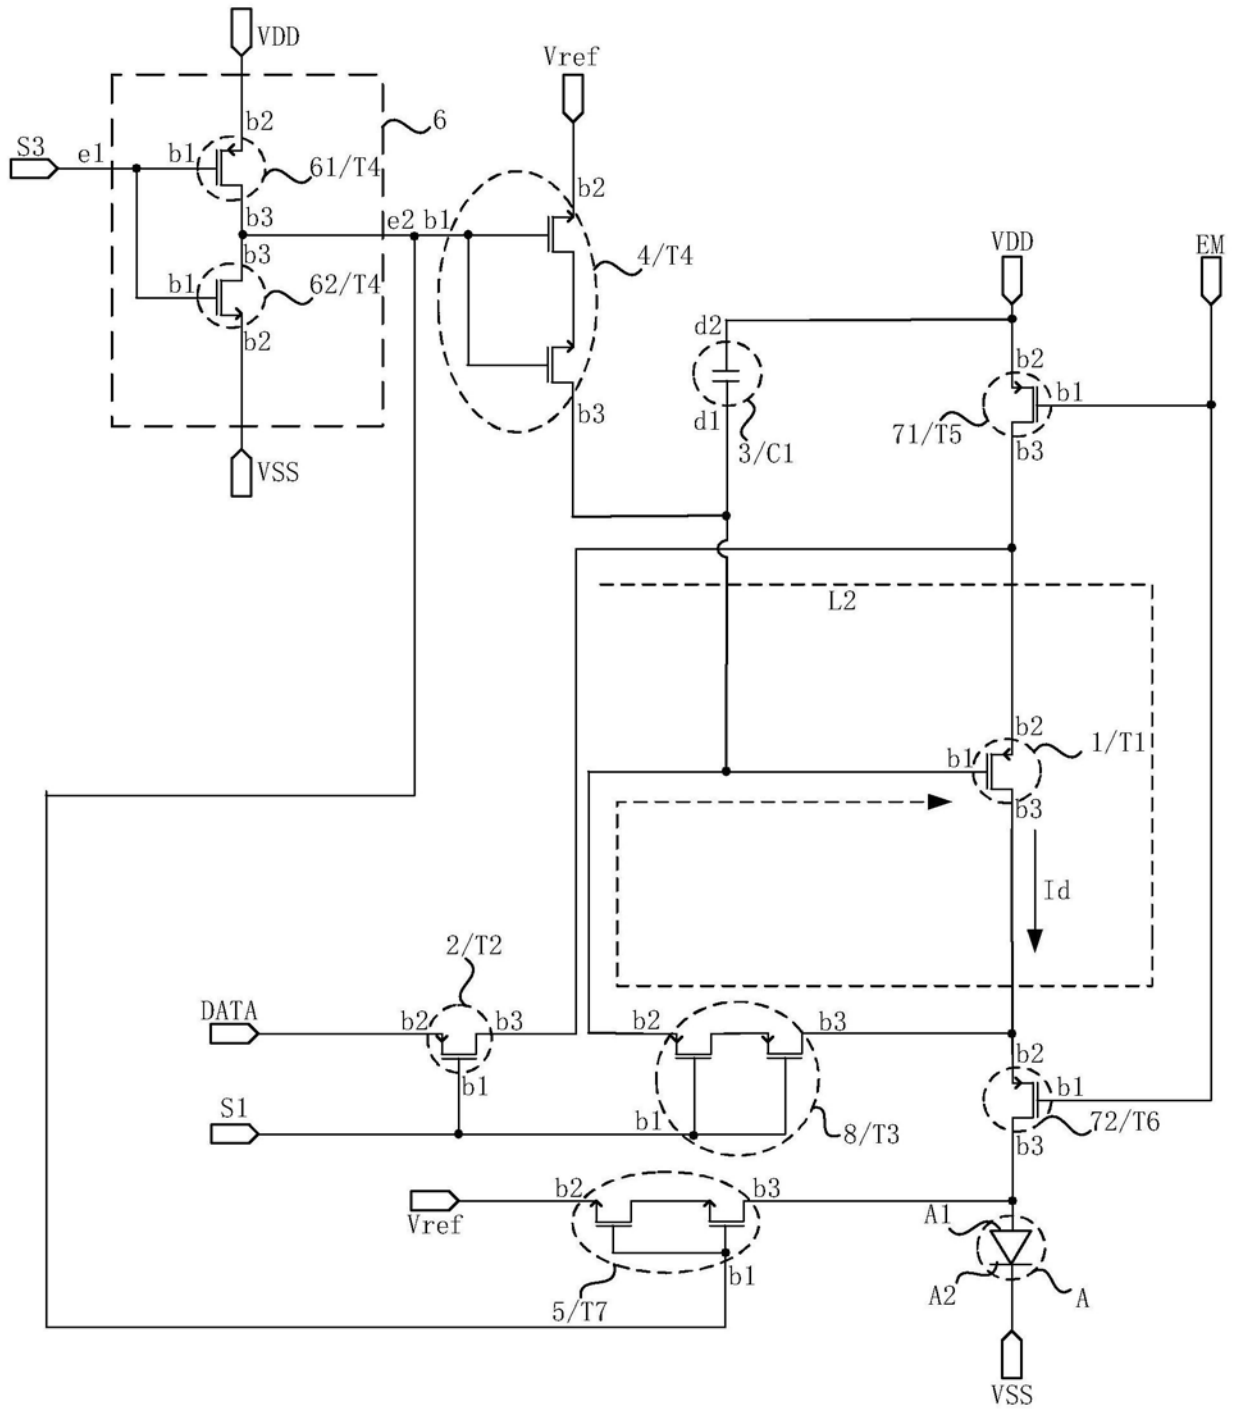 VDD
Vref
b2
6
S3
e1
b1
61/T4
b2
b3
e2
b1
VDD
EM
b3
4/T4
b1
62/T4
d2
b2
b2
b1
d1
b3
71/T5
b3
3/C1
VSS
L2
b2
1/T1
b1
b3
Id
2/T2
DATA
b2
b3
b2
b3
b2
b1
b1
S1
b1
8/T3
72/T6
b3
b2
b3
Vref
A1
b1
A2
A
5/T7
VSS